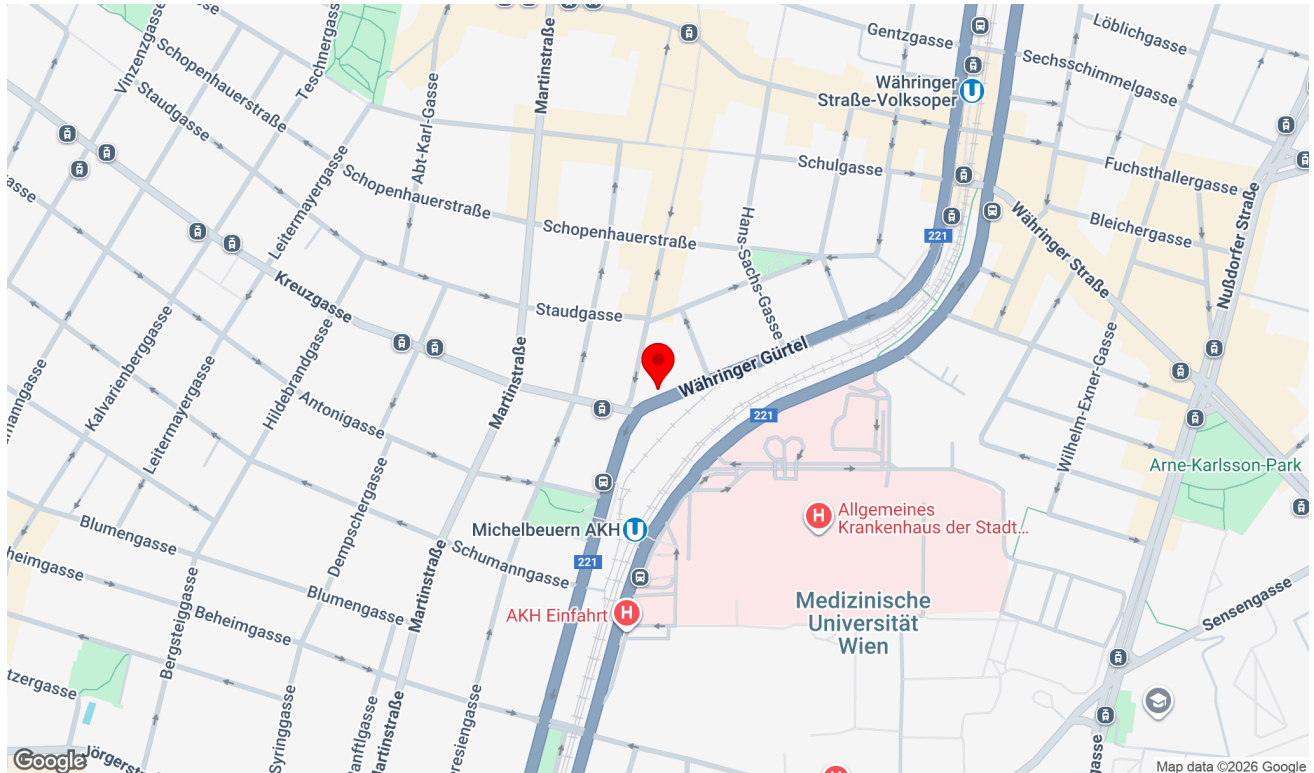 Gentzgasse
Löblichgasse
Sechsschimmelgasse
Vinzenzgasse
Teschnergasse
Schopenhauerstraße
Staudgasse
Martinstraße
Abt-Karl-Gasse
Währinger
Straße-Volksoper
Schulgasse
Fuchsthallergasse
Schopenhauerstraße
Leitermayergasse
Bleichergasse
Währinger Straße
Nußdorfer Straße
Hans-Sachs-Gasse
Schopenhauerstraße
221
Kreuzgasse
Staudgasse
Währinger Gürtel
Kalvarienberggasse
Hildebrandgasse
Leitermayergasse
Martinstraße
Antonigasse
221
Wilhelm-Exner-Gasse
Arne-Karlsson-Park
Dempschergasse
Blumengasse
Michelbeuern AKH
Allgemeines
Krankenhaus der Stadt...
Schumanngasse
221
Beheimgasse
Blumengasse
Martinstraße
AKH Einfahrt
Medizinische
Universität
Wien
Sensengasse
Bergsteiggasse
Syringgasse
Martinstraße
Jörgerstr
Google
Map data ©2026 Google